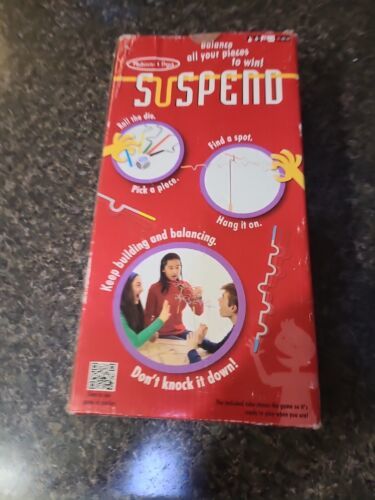 Melissa & Doug
Balance
all your pieces
to win!
SUSPEND
Roll the die.
Pick a piece.
Find a spot.
Hang it on.
Keep building and balancing.
Don't knock it down!